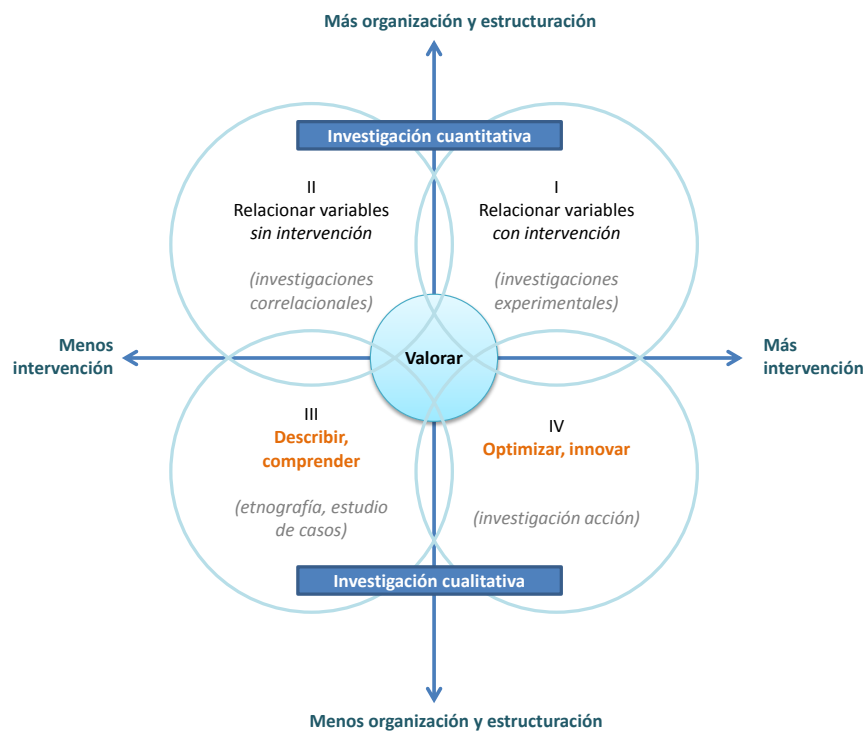 Más organización y estructuración
Investigación cuantitativa
II
Relacionar variables
sin intervención
(investigaciones
correlacionales)
I
Relacionar variables
con intervención
(investigaciones
experimentales)
Menos
intervención
Valorar
Más
intervención
III
Describir,
comprender
(etnografía, estudio
de casos)
IV
Optimizar, innovar
(investigación acción)
Investigación cualitativa
Menos organización y estructuración